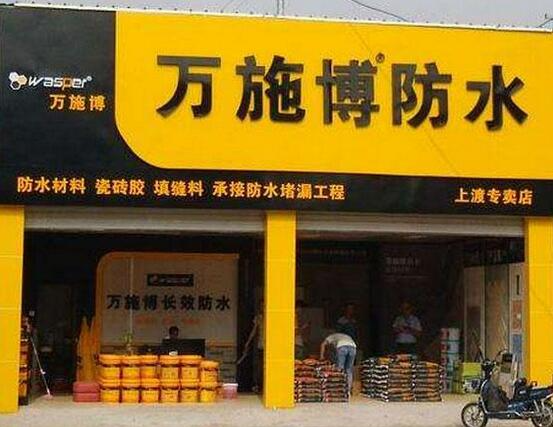 wasper®
万施博
万施博®防水
防水材料 瓷砖胶 填缝料 承接防水堵漏工程
上渡专卖店
wasper
万施博长效防水